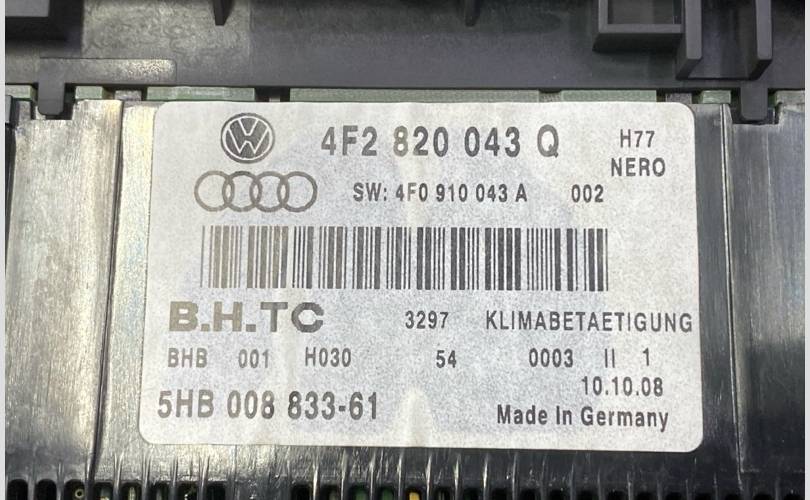 4F2 820 043 Q H77
NERO
SW: 4F0 910 043 A 002
B.H.TC 3297 KLIMABETAETIGUNG
BHB 001 H030 54 0003 II 1
10.10.08
5HB 008 833-61
Made In Germany